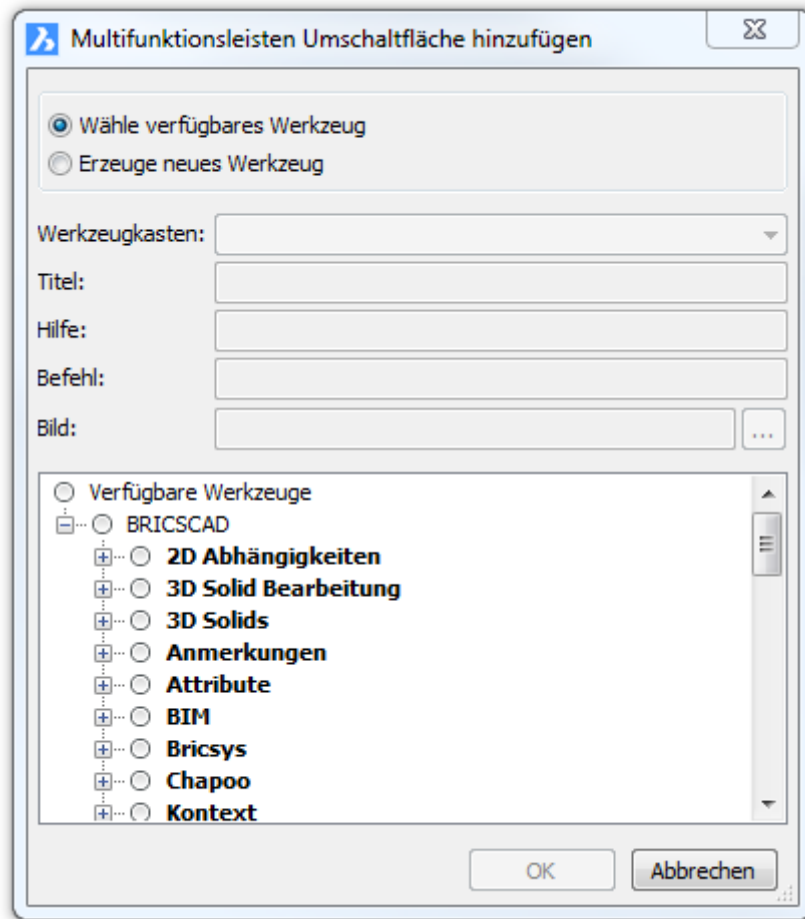 Multifunktionsleisten Umschaltfläche hinzufügen
Wähle verfügbares Werkzeug
Erzeuge neues Werkzeug
Werkzeugkasten:
Titel:
Hilfe:
Befehl:
Bild:
...
Verfügbare Werkzeuge
BRICSCAD
2D Abhängigkeiten
3D Solid Bearbeitung
3D Solids
Anmerkungen
Attribute
BIM
Bricsys
Chapoo
Kontext
OK Abbrechen